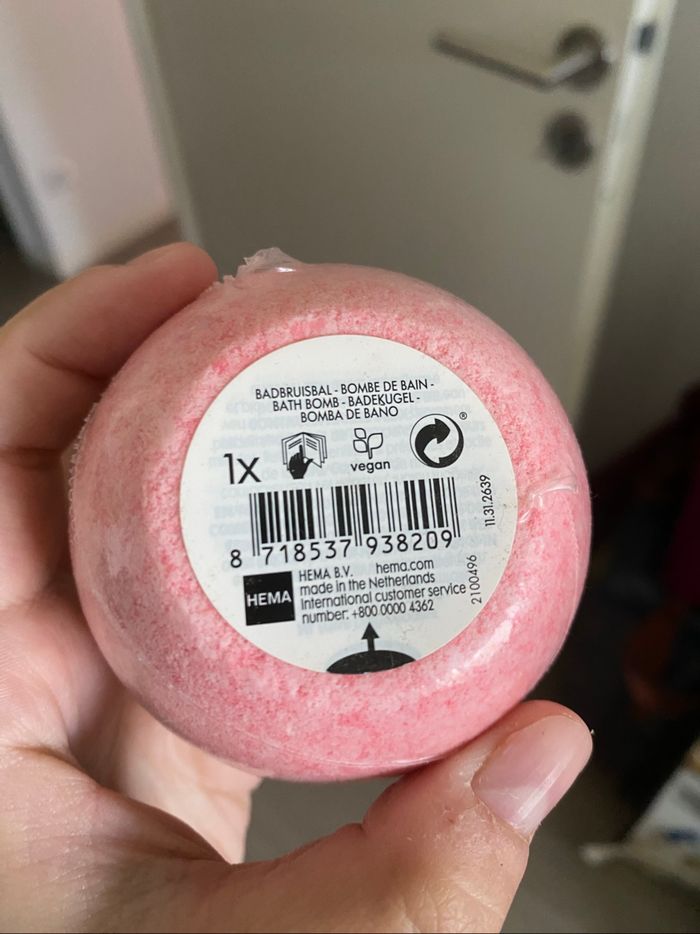 BADBRUISBAL - BOMBE DE BAIN -
BATH BOMB - BADEKUGEL -
BOMBA DE BAÑO
1x
vegan
®
8 718537 938209
11.31.2639
2100496
HEMA
HEMA B.V. hema.com
made in the Netherlands
International customer service
number: +800 0000 4362